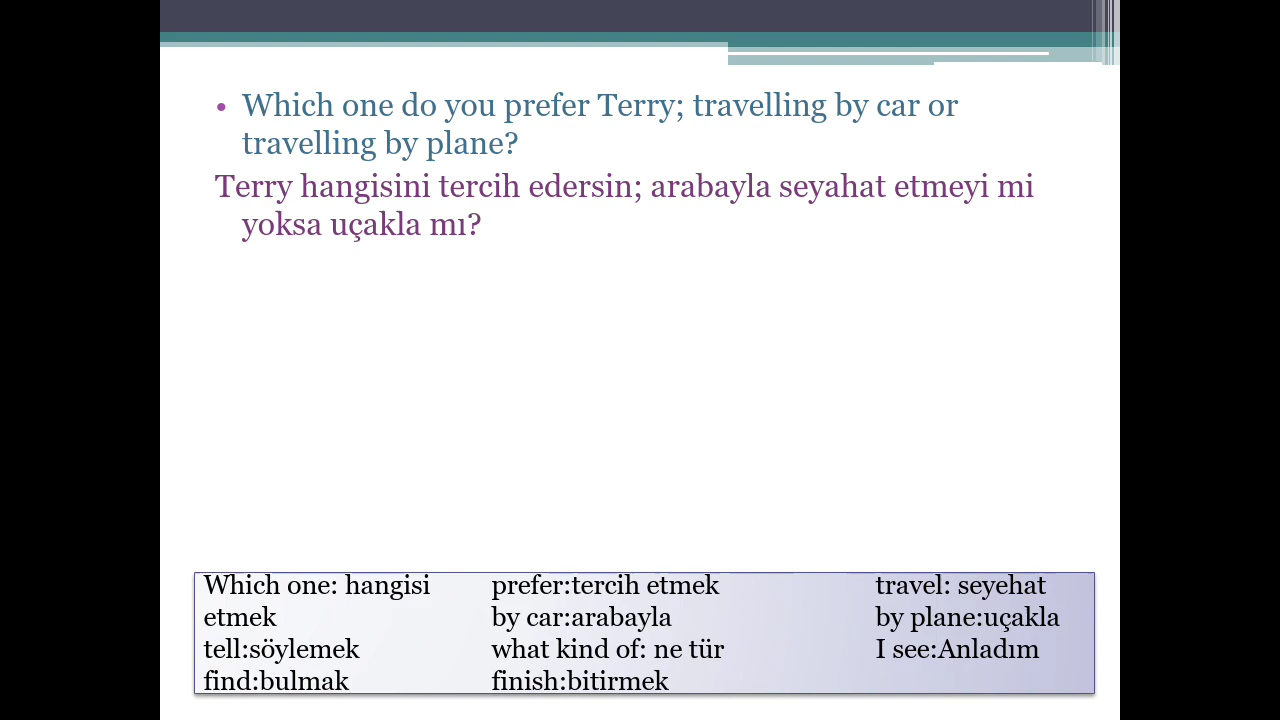 • Which one do you prefer Terry; travelling by car or
travelling by plane?
Terry hangisini tercih edersin; arabayla seyahat etmeyi mi
yoksa uçakla mı?
Which one: hangisi prefer:tercih etmek travel: seyehat
etmek by car:arabayla by plane:uçakla
tell:söylemek what kind of: ne tür I see:Anladım
find:bulmak finish:bitirmek